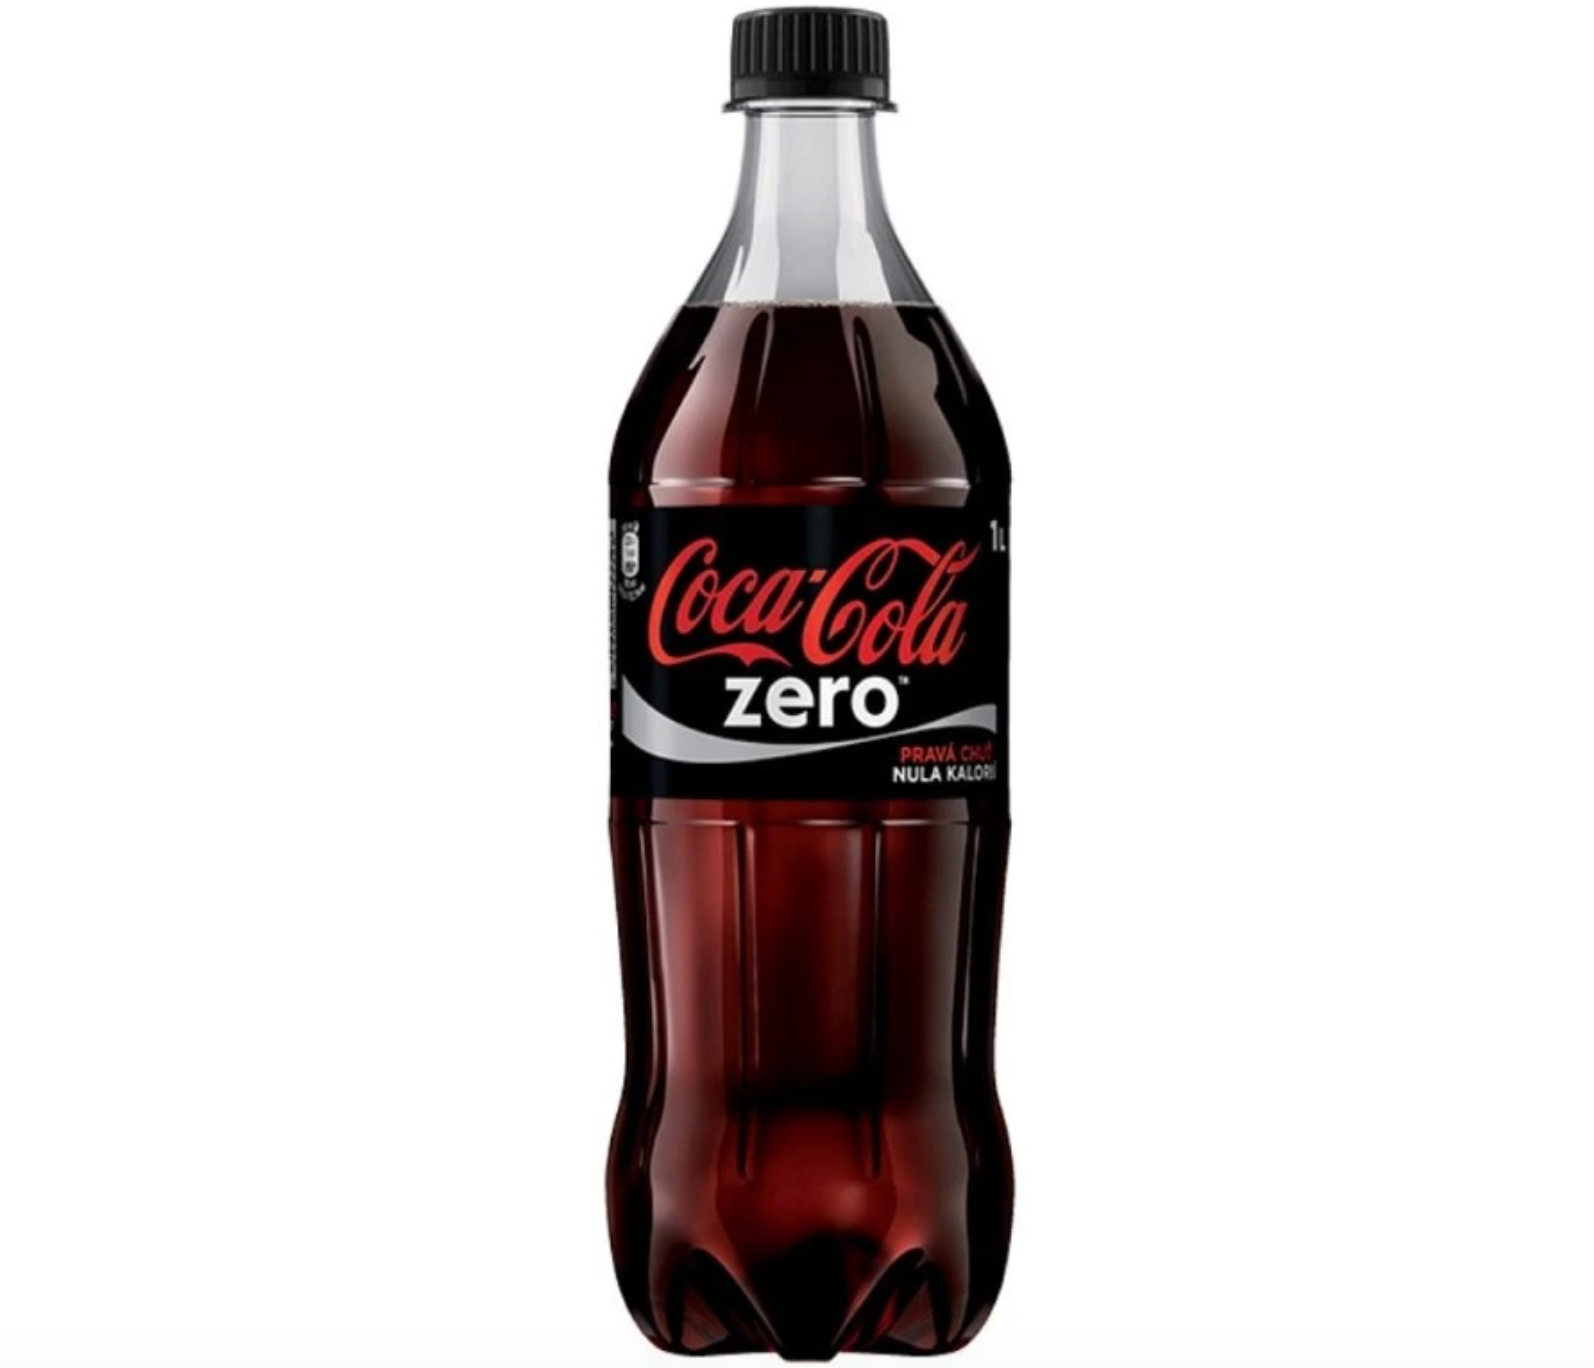 1L
Coca-Cola
zero™
PRAVÁ CHUŤ
NULA KALORIÍ